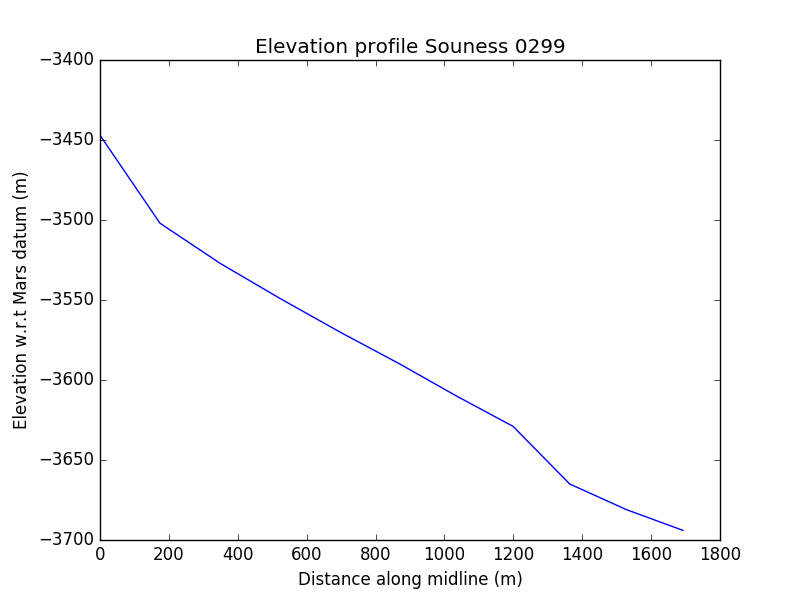 Elevation profile Souness 0299
−3400
−3450
−3500
−3550
−3600
−3650
−3700
Elevation w.r.t Mars datum (m)
0 200 400 600 800 1000 1200 1400 1600 1800
Distance along midline (m)